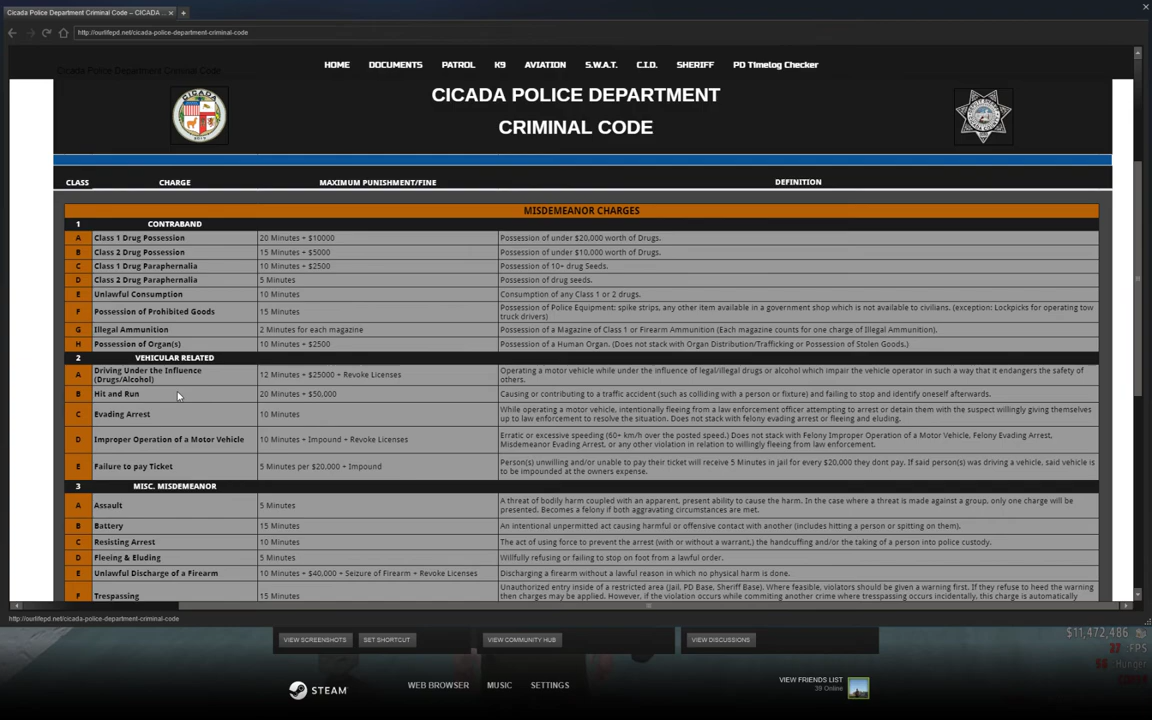 Cicada Police Department Criminal Code – CICADA ...
http://ourlifepd.net/cicada-police-department-criminal-code
HOME DOCUMENTS PATROL K9 AVIATION S.W.A.T. C.I.D. SHERIFF PD Timelog Checker
Cicada Police Department Criminal Code
CICADA POLICE DEPARTMENT
CRIMINAL CODE
CLASS CHARGE MAXIMUM PUNISHMENT/FINE DEFINITION
MISDEMEANOR CHARGES
1 CONTRABAND
A Class 1 Drug Possession 20 Minutes + $10000 Possession of under $20,000 worth of Drugs.
B Class 2 Drug Possession 15 Minutes + $5000 Possession of under $10,000 worth of Drugs.
C Class 1 Drug Paraphernalia 10 Minutes + $2500 Possession of 10+ drug Seeds.
D Class 2 Drug Paraphernalia 5 Minutes Possession of drug seeds.
E Unlawful Consumption 10 Minutes Consumption of any Class 1 or 2 drugs.
F Possession of Prohibited Goods 15 Minutes Possession of Police Equipment: spike strips, any other item available in a government shop which is not available to civilians. (exception: Lockpicks for operating tow
truck drivers)
G Illegal Ammunition 2 Minutes for each magazine Possession of a Magazine of Class 1 or Firearm Ammunition (Each magazine counts for one charge of Illegal Ammunition).
H Possession of Organ(s) 10 Minutes + $2500 Possession of a Human Organ. (Does not stack with Organ Distribution/Trafficking or Possession of Stolen Goods.)
2 VEHICULAR RELATED
A Driving Under the Influence (Drugs/Alcohol) 12 Minutes + $25000 + Revoke Licenses Operating a motor vehicle while under the influence of legal/illegal drugs or alcohol which impair the vehicle operator in such a way that it endangers the safety of
others.
B Hit and Run 20 Minutes + $50,000 Causing or contributing to a traffic accident (such as colliding with a person or fixture) and failing to stop and identify oneself afterwards.
C Evading Arrest 10 Minutes While operating a motor vehicle, intentionally fleeing from a law enforcement officer attempting to arrest or detain them with the suspect willingly giving themselves
up to law enforcement to resolve the situation. Does not stack with felony evading arrest or fleeing and eluding.
D Improper Operation of a Motor Vehicle 10 Minutes + Impound + Revoke Licenses Erratic or excessive speeding (60+ km/h over the posted speed.) Does not stack with Felony Improper Operation of a Motor Vehicle, Felony Evading Arrest,
Misdemeanor Evading Arrest, or any other violation in relation to willingly fleeing from law enforcement.
E Failure to pay Ticket 5 Minutes per $20,000 + Impound Person(s) unwilling and/or unable to pay their ticket will receive 5 Minutes in jail for every $20,000 they dont pay. If said person(s) was driving a vehicle, said vehicle is
to be impounded at the owners expense.
3 MISC. MISDEMEANOR
A Assault 5 Minutes A threat of bodily harm coupled with an apparent, present ability to cause the harm. In the case where a threat is made against a group, only one charge will be
presented. Becomes a felony if both aggravating circumstances are met.
B Battery 15 Minutes An intentional unpermitted act causing harmful or offensive contact with another (includes hitting a person or spitting on them).
C Resisting Arrest 10 Minutes The act of using force to prevent the arrest (with or without a warrant,) the handcuffing and/or the taking of a person into police custody.
D Fleeing & Eluding 5 Minutes Willfully refusing or failing to stop on foot from a lawful order.
E Unlawful Discharge of a Firearm 10 Minutes + $40,000 + Seizure of Firearm + Revoke Licenses Discharging a firearm without a lawful reason in which no physical harm is done.
F Trespassing 15 Minutes Unauthorized entry inside of a restricted area (Jail, PD Base, Sheriff Base). Where feasible, violators should be given a warning first. If they refuse to heed the warning
then charges may be applied. However, if the violation occurs while commiting another crime where trespassing occurs incidentally, this charge is automatically
http://ourlifepd.net/cicada-police-department-criminal-code
VIEW SCREENSHOTS SET SHORTCUT VIEW COMMUNITY HUB VIEW DISCUSSIONS
$11,472,486
:FPS
Hunger
STEAM WEB BROWSER MUSIC SETTINGS
VIEW FRIENDS LIST
39 Online